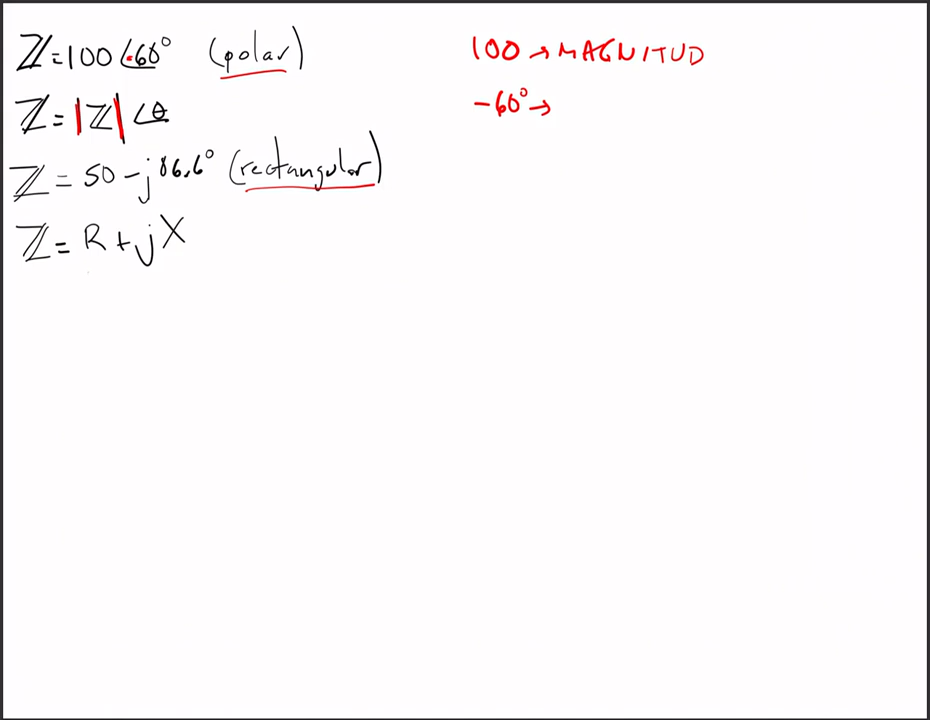 Z=100∠-60° (polar)
Z=|Z|∠θ
Z=50-j86.6° (rectangular)
Z=R+jX
100→MAGNITUD
-60°→